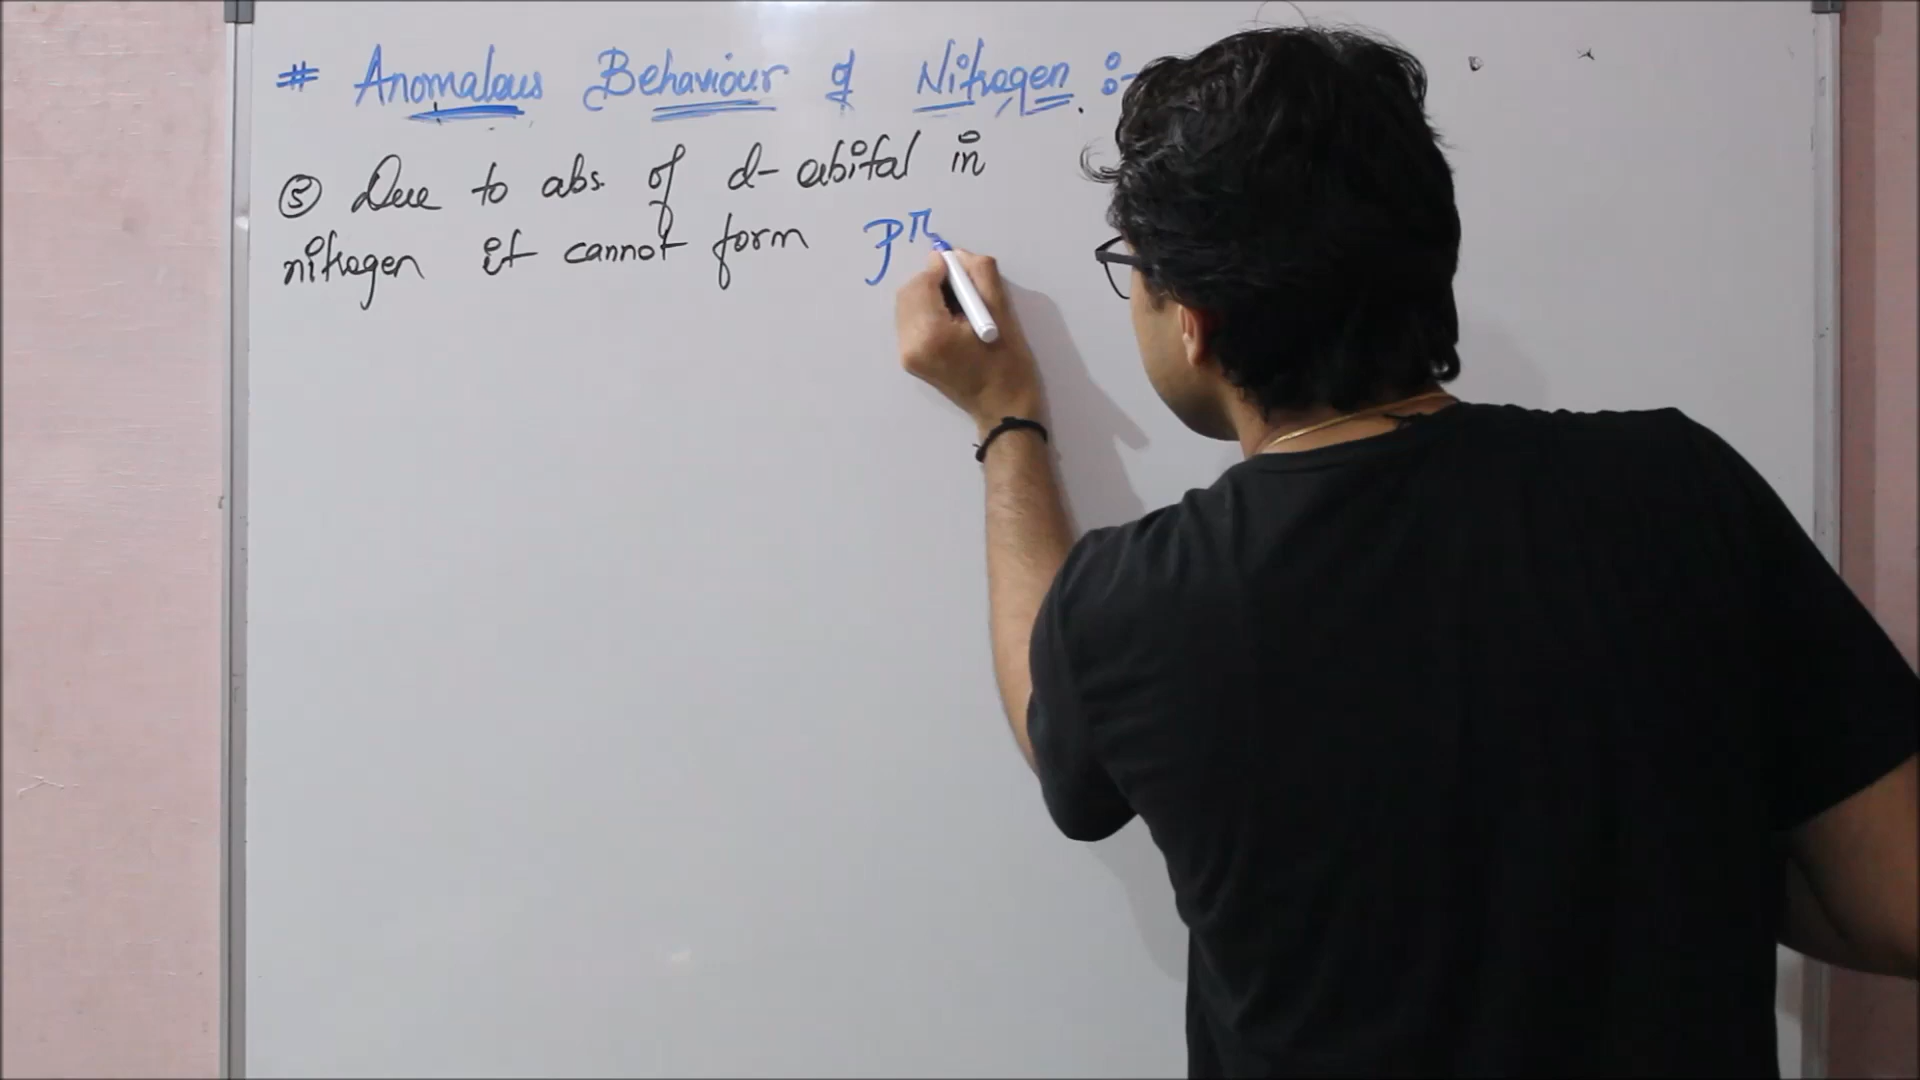 # Anomalous Behaviour of Nitrogen :-
⑤ Due to abs. of d-orbital in
nitrogen it cannot form pπ